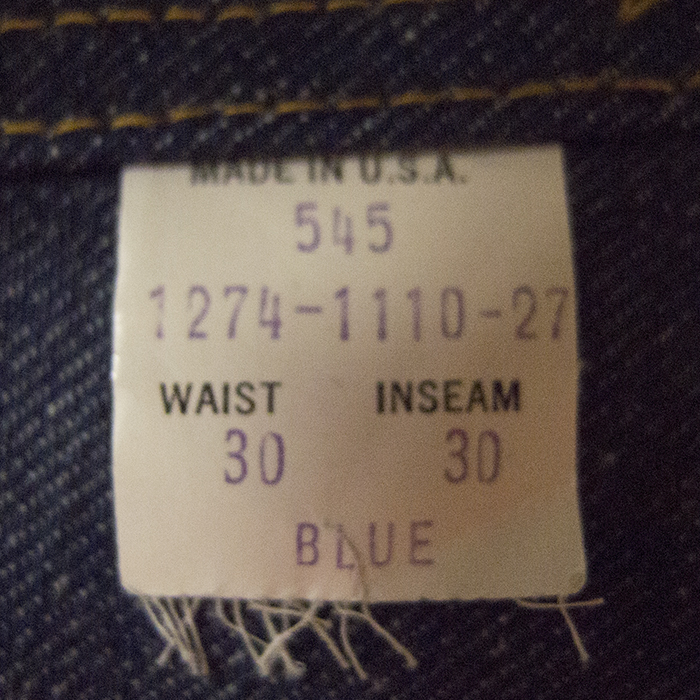 MADE IN U.S.A.
545
1274-1110-27
WAIST INSEAM
30 30
BLUE